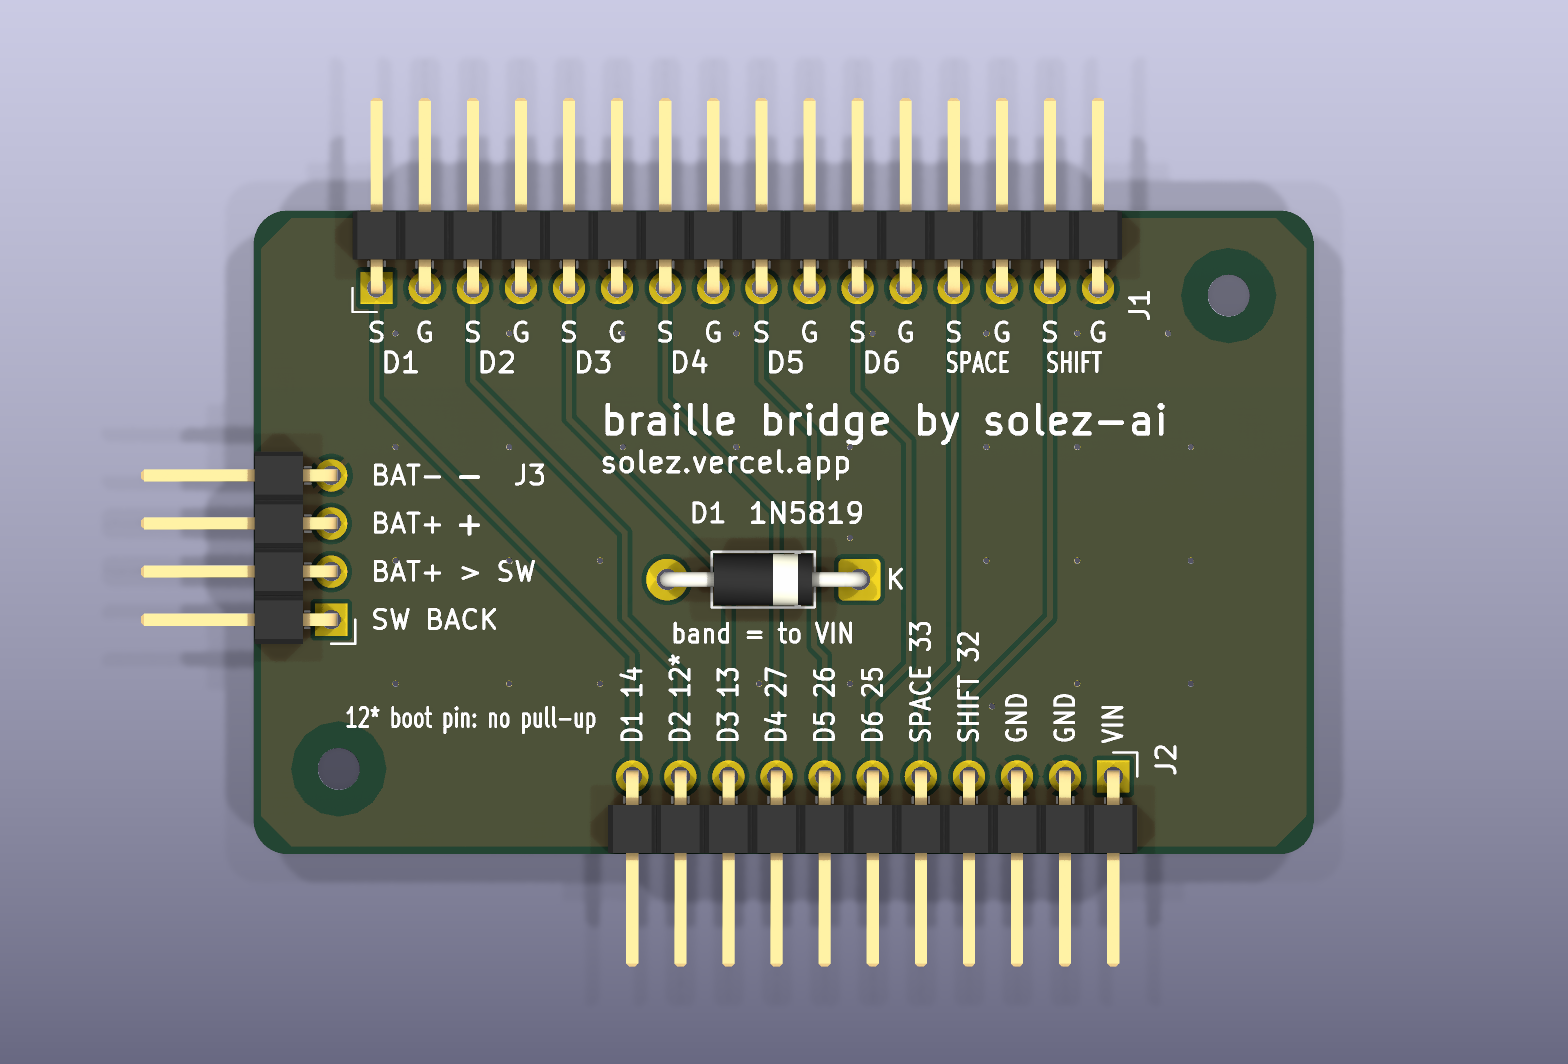 S G S G S G S G S G S G S G S G
D1 D2 D3 D4 D5 D6 SPACE SHIFT
J1
braille bridge by solez-ai
solez.vercel.app
BAT- - J3
BAT+ +
BAT+ > SW
SW BACK
D1 1N5819
K
band = to VIN
12* boot pin: no pull-up
D1 14
D2 12*
D3 13
D4 27
D5 26
D6 25
SPACE 33
SHIFT 32
GND
GND
VIN
J2